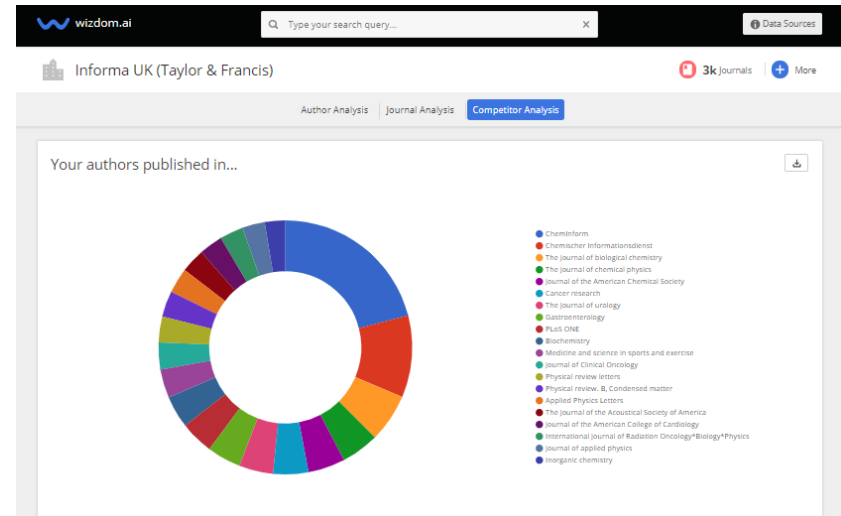 wizdom.ai
Type your search query...
Data Sources
Informa UK (Taylor & Francis)
3k Journals
More
Author Analysis
Journal Analysis
Competitor Analysis
Your authors published in...
ChemInform
Chemischer Informationsdienst
The Journal of biological chemistry
The Journal of chemical physics
Journal of the American Chemical Society
Cancer research
The Journal of urology
Gastroenterology
PLoS ONE
Biochemistry
Medicine and science in sports and exercise
Journal of Clinical Oncology
Physical review letters
Physical review. B, Condensed matter
Applied Physics Letters
The Journal of the Acoustical Society of America
Journal of the American College of Cardiology
International Journal of Radiation Oncology*Biology*Physics
Journal of applied physics
Inorganic chemistry